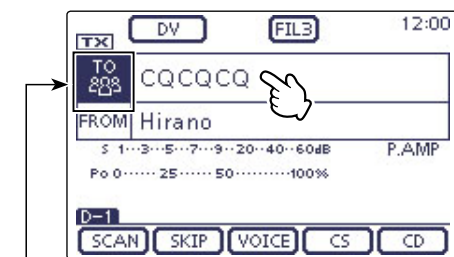 DV FIL3 12:00
TX
TO CQCQCQ
FROM Hirano
S 1···3···5···7···9··20··40··60dB P.AMP
Po 0······25······50··········100%
D-1
SCAN SKIP VOICE CS CD